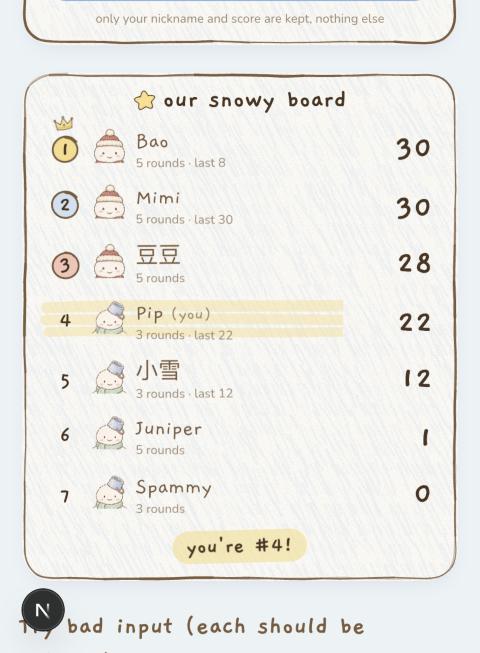 only your nickname and score are kept, nothing else
our snowy board
1
Bao
5 rounds · last 8
30
2
Mimi
5 rounds · last 30
30
3
豆豆
5 rounds
28
4
Pip (you)
3 rounds · last 22
22
5
小雪
3 rounds · last 12
12
6
Juniper
5 rounds
1
7
Spammy
3 rounds
0
you're #4!
N
bad input (each should be